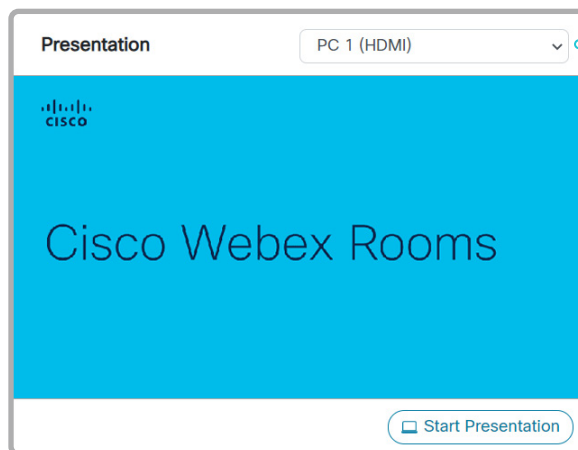 Presentation
PC 1 (HDMI)
CISCO
Cisco Webex Rooms
Start Presentation